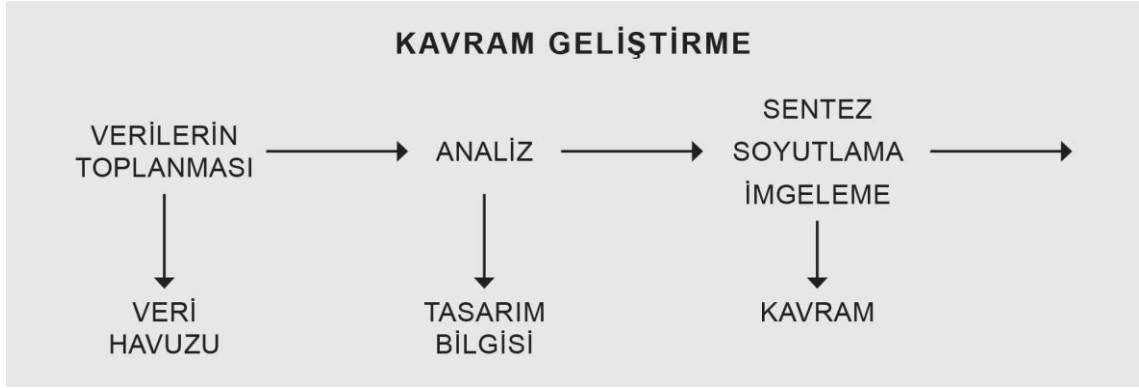 KAVRAM GELİŞTİRME
VERİLERİN
TOPLANMASI
ANALİZ
SENTEZ
SOYUTLAMA
İMGELEME
VERİ
HAVUZU
TASARIM
BİLGİSİ
KAVRAM